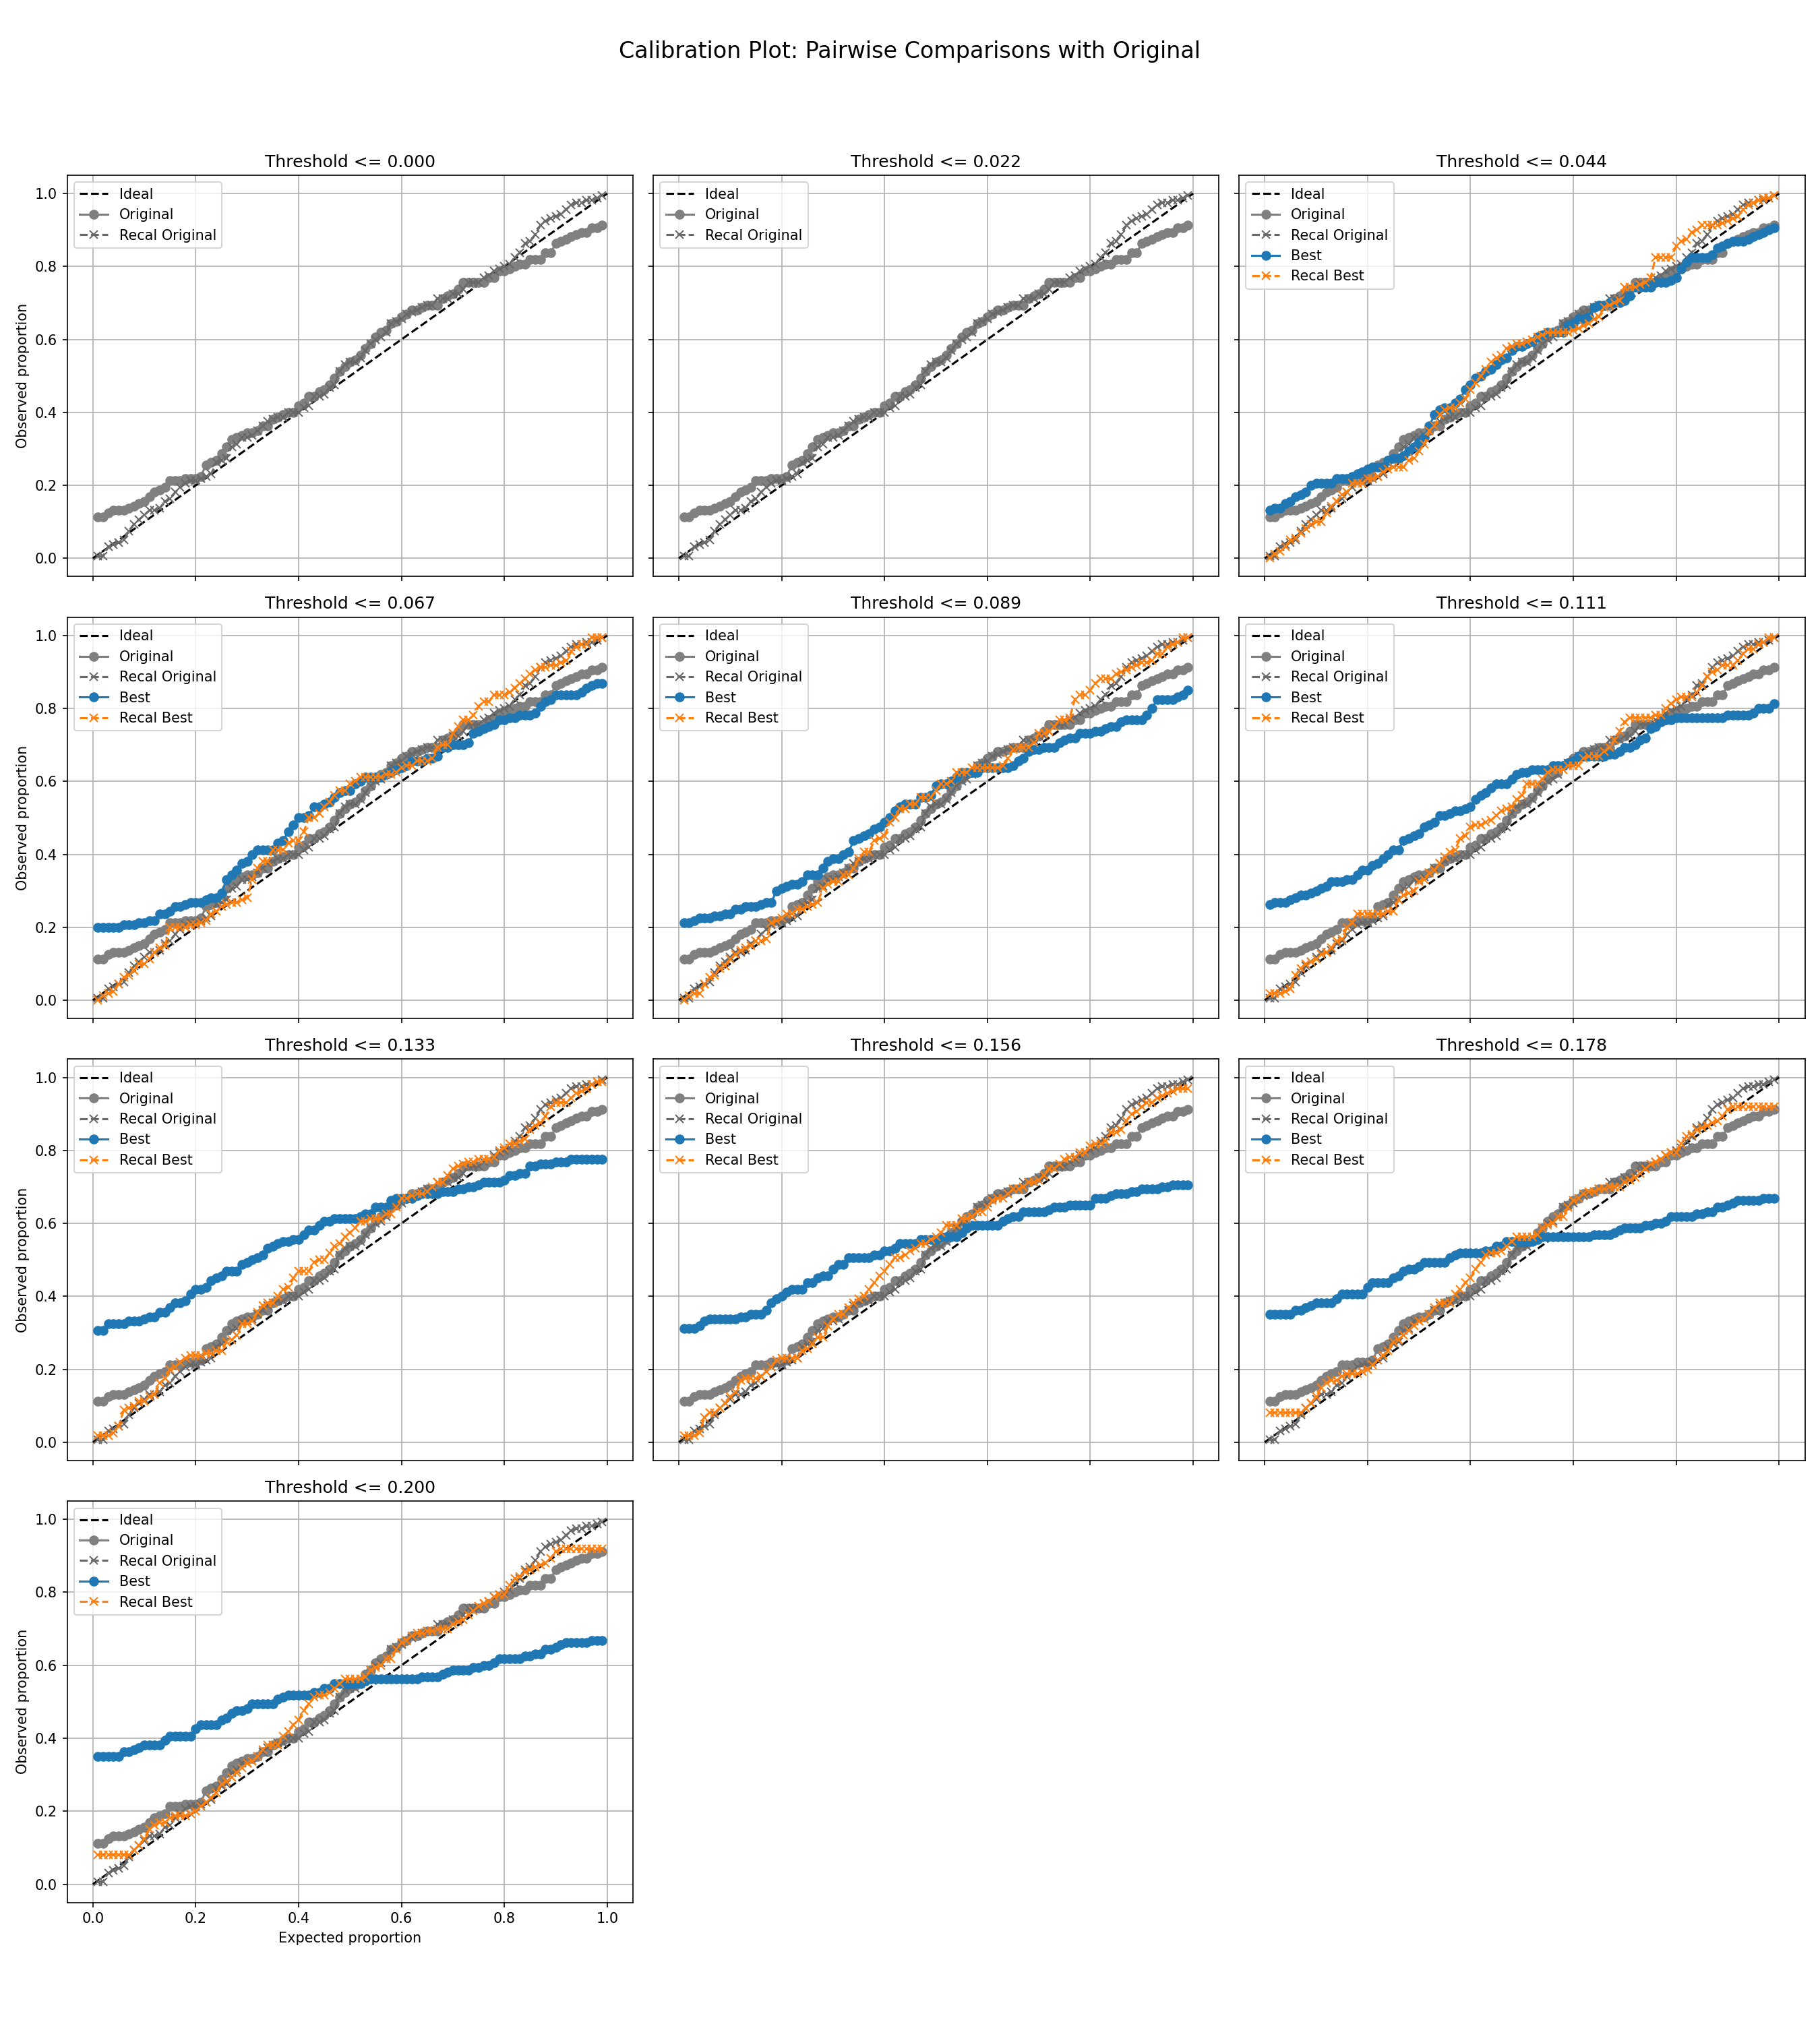 Calibration Plot: Pairwise Comparisons with Original
Threshold <= 0.000
Threshold <= 0.022
Threshold <= 0.044
1.0
0.8
0.6
0.4
0.2
0.0
Observed proportion
Ideal
Original
Recal Original
Ideal
Original
Recal Original
Ideal
Original
Recal Original
Best
Recal Best
Threshold <= 0.067
Threshold <= 0.089
Threshold <= 0.111
1.0
0.8
0.6
0.4
0.2
0.0
Observed proportion
Ideal
Original
Recal Original
Best
Recal Best
Ideal
Original
Recal Original
Best
Recal Best
Ideal
Original
Recal Original
Best
Recal Best
Threshold <= 0.133
Threshold <= 0.156
Threshold <= 0.178
1.0
0.8
0.6
0.4
0.2
0.0
Observed proportion
Ideal
Original
Recal Original
Best
Recal Best
Ideal
Original
Recal Original
Best
Recal Best
Ideal
Original
Recal Original
Best
Recal Best
Threshold <= 0.200
1.0
0.8
0.6
0.4
0.2
0.0
Observed proportion
Ideal
Original
Recal Original
Best
Recal Best
0.0 0.2 0.4 0.6 0.8 1.0
Expected proportion